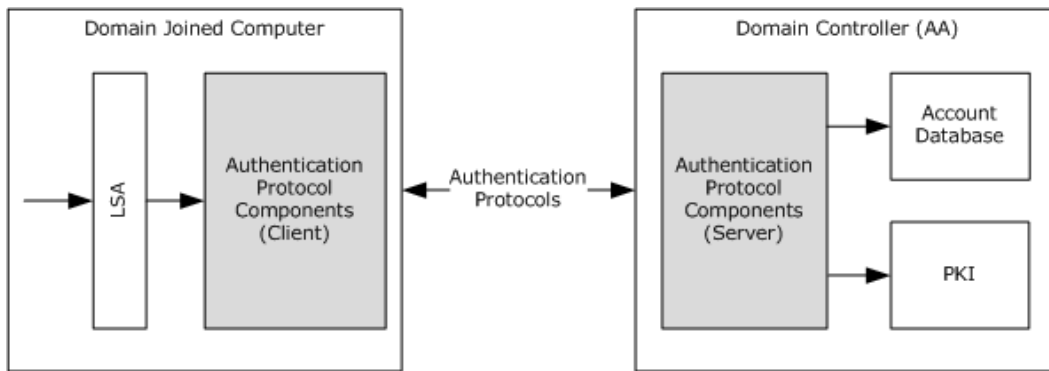 Domain Joined Computer
LSA
Authentication
Protocol
Components
(Client)
Authentication
Protocols
Domain Controller (AA)
Authentication
Protocol
Components
(Server)
Account
Database
PKI